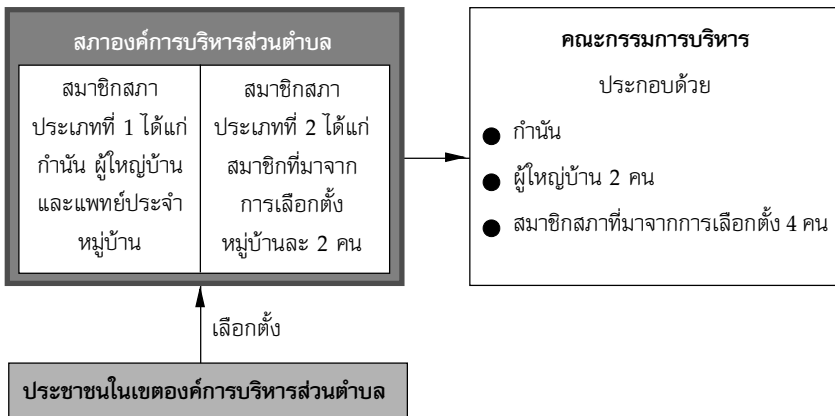 สภาองค์การบริหารส่วนตำบล
สมาชิกสภา
ประเภทที่ 1 ได้แก่
กำนัน ผู้ใหญ่บ้าน
และแพทย์ประจำ
หมู่บ้าน
สมาชิกสภา
ประเภทที่ 2 ได้แก่
สมาชิกที่มาจาก
การเลือกตั้ง
หมู่บ้านละ 2 คน
คณะกรรมการบริหาร
ประกอบด้วย
● กำนัน
● ผู้ใหญ่บ้าน 2 คน
● สมาชิกสภาที่มาจากการเลือกตั้ง 4 คน
เลือกตั้ง
ประชาชนในเขตองค์การบริหารส่วนตำบล